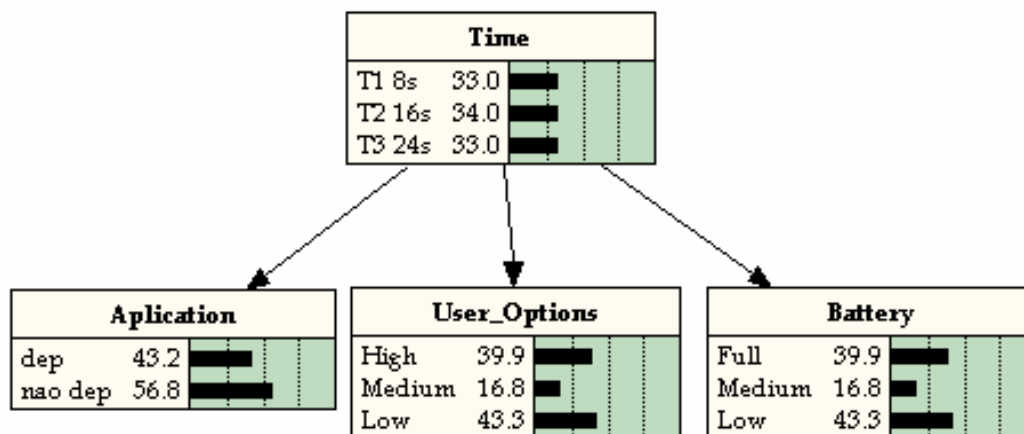 Time
T1 8s 33.0
T2 16s 34.0
T3 24s 33.0
Aplication
dep 43.2
nao dep 56.8
User_Options
High 39.9
Medium 16.8
Low 43.3
Battery
Full 39.9
Medium 16.8
Low 43.3